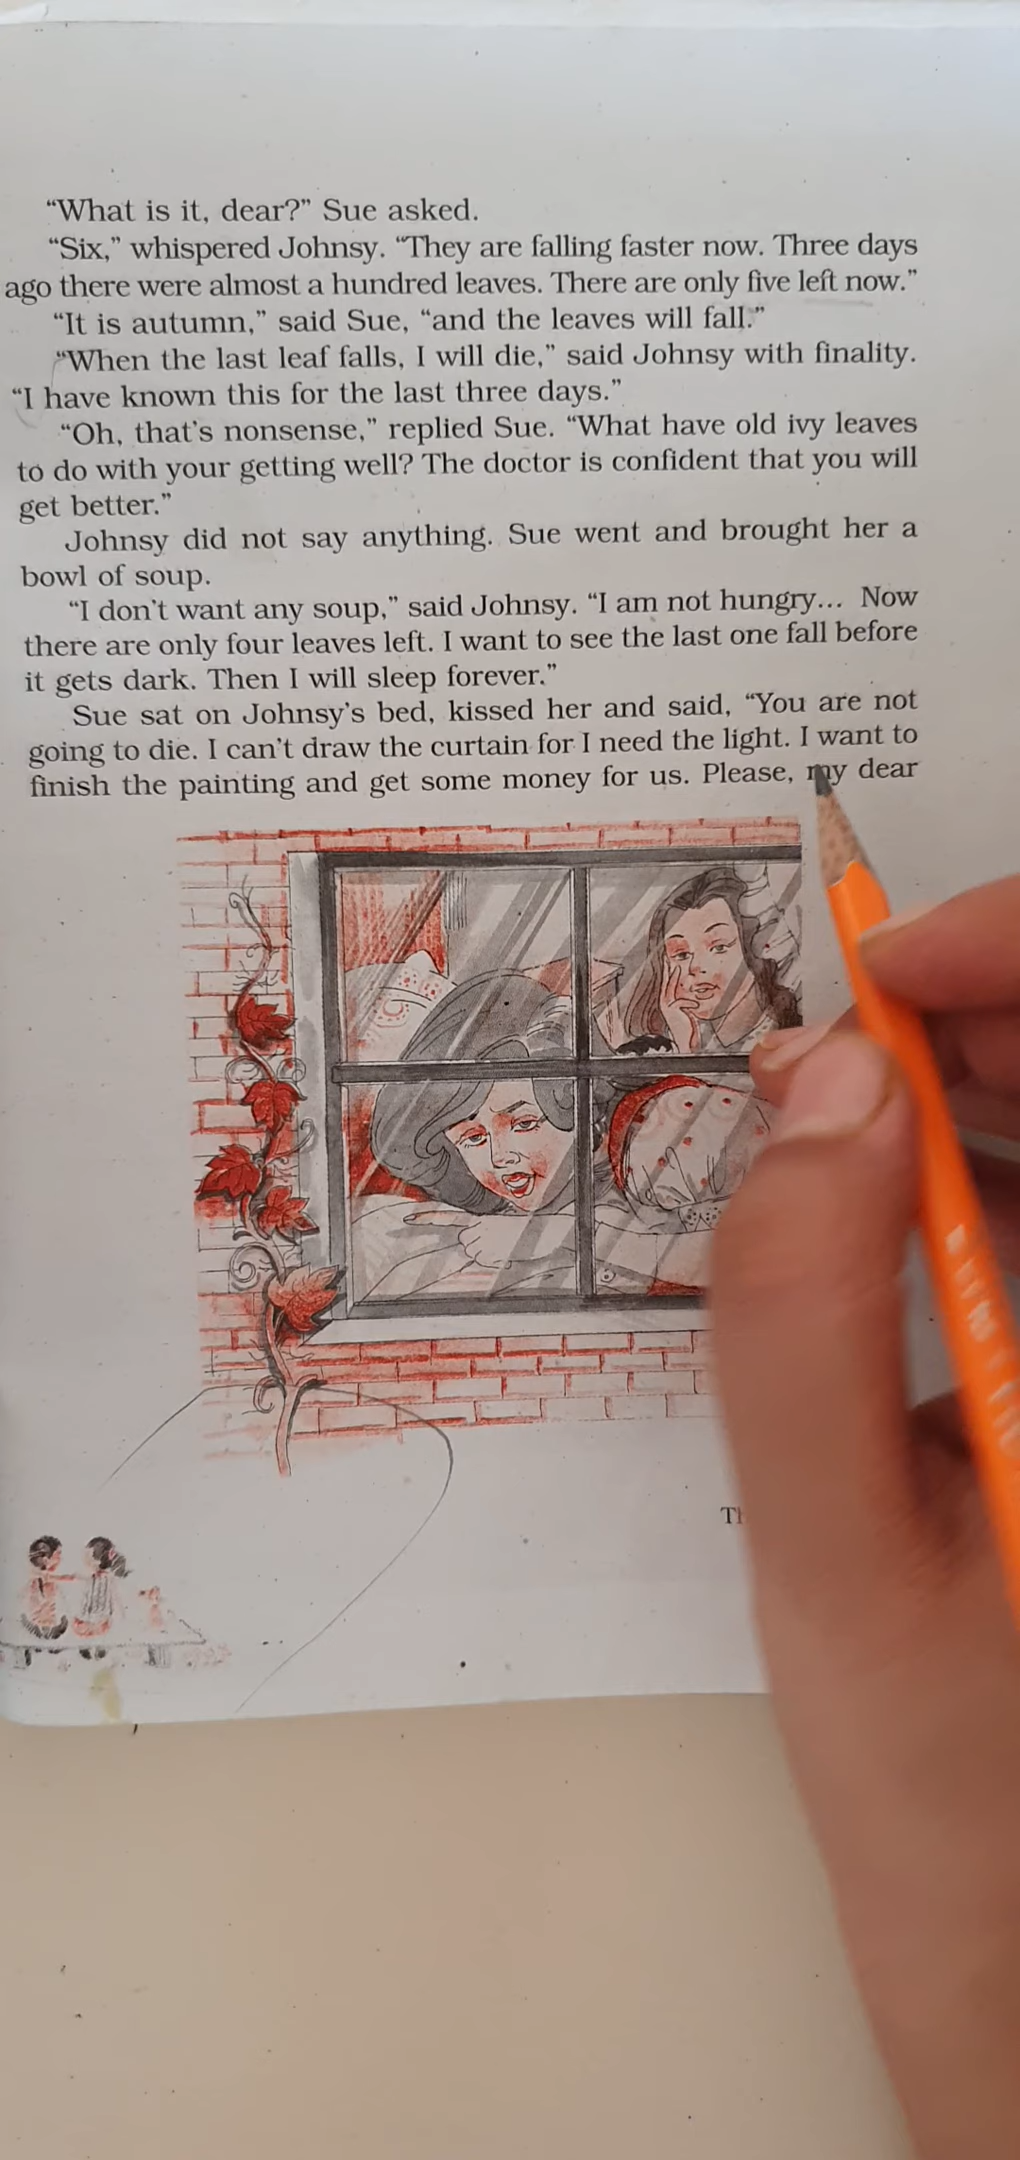 “What is it, dear?” Sue asked.
“Six,” whispered Johnsy. “They are falling faster now. Three days
ago there were almost a hundred leaves. There are only five left now.”
“It is autumn,” said Sue, “and the leaves will fall.”
“When the last leaf falls, I will die,” said Johnsy with finality.
“I have known this for the last three days.”
“Oh, that’s nonsense,” replied Sue. “What have old ivy leaves
to do with your getting well? The doctor is confident that you will
get better.”
Johnsy did not say anything. Sue went and brought her a
bowl of soup.
“I don’t want any soup,” said Johnsy. “I am not hungry... Now
there are only four leaves left. I want to see the last one fall before
it gets dark. Then I will sleep forever.”
Sue sat on Johnsy’s bed, kissed her and said, “You are not
going to die. I can’t draw the curtain for I need the light. I want to
finish the painting and get some money for us. Please, my dear